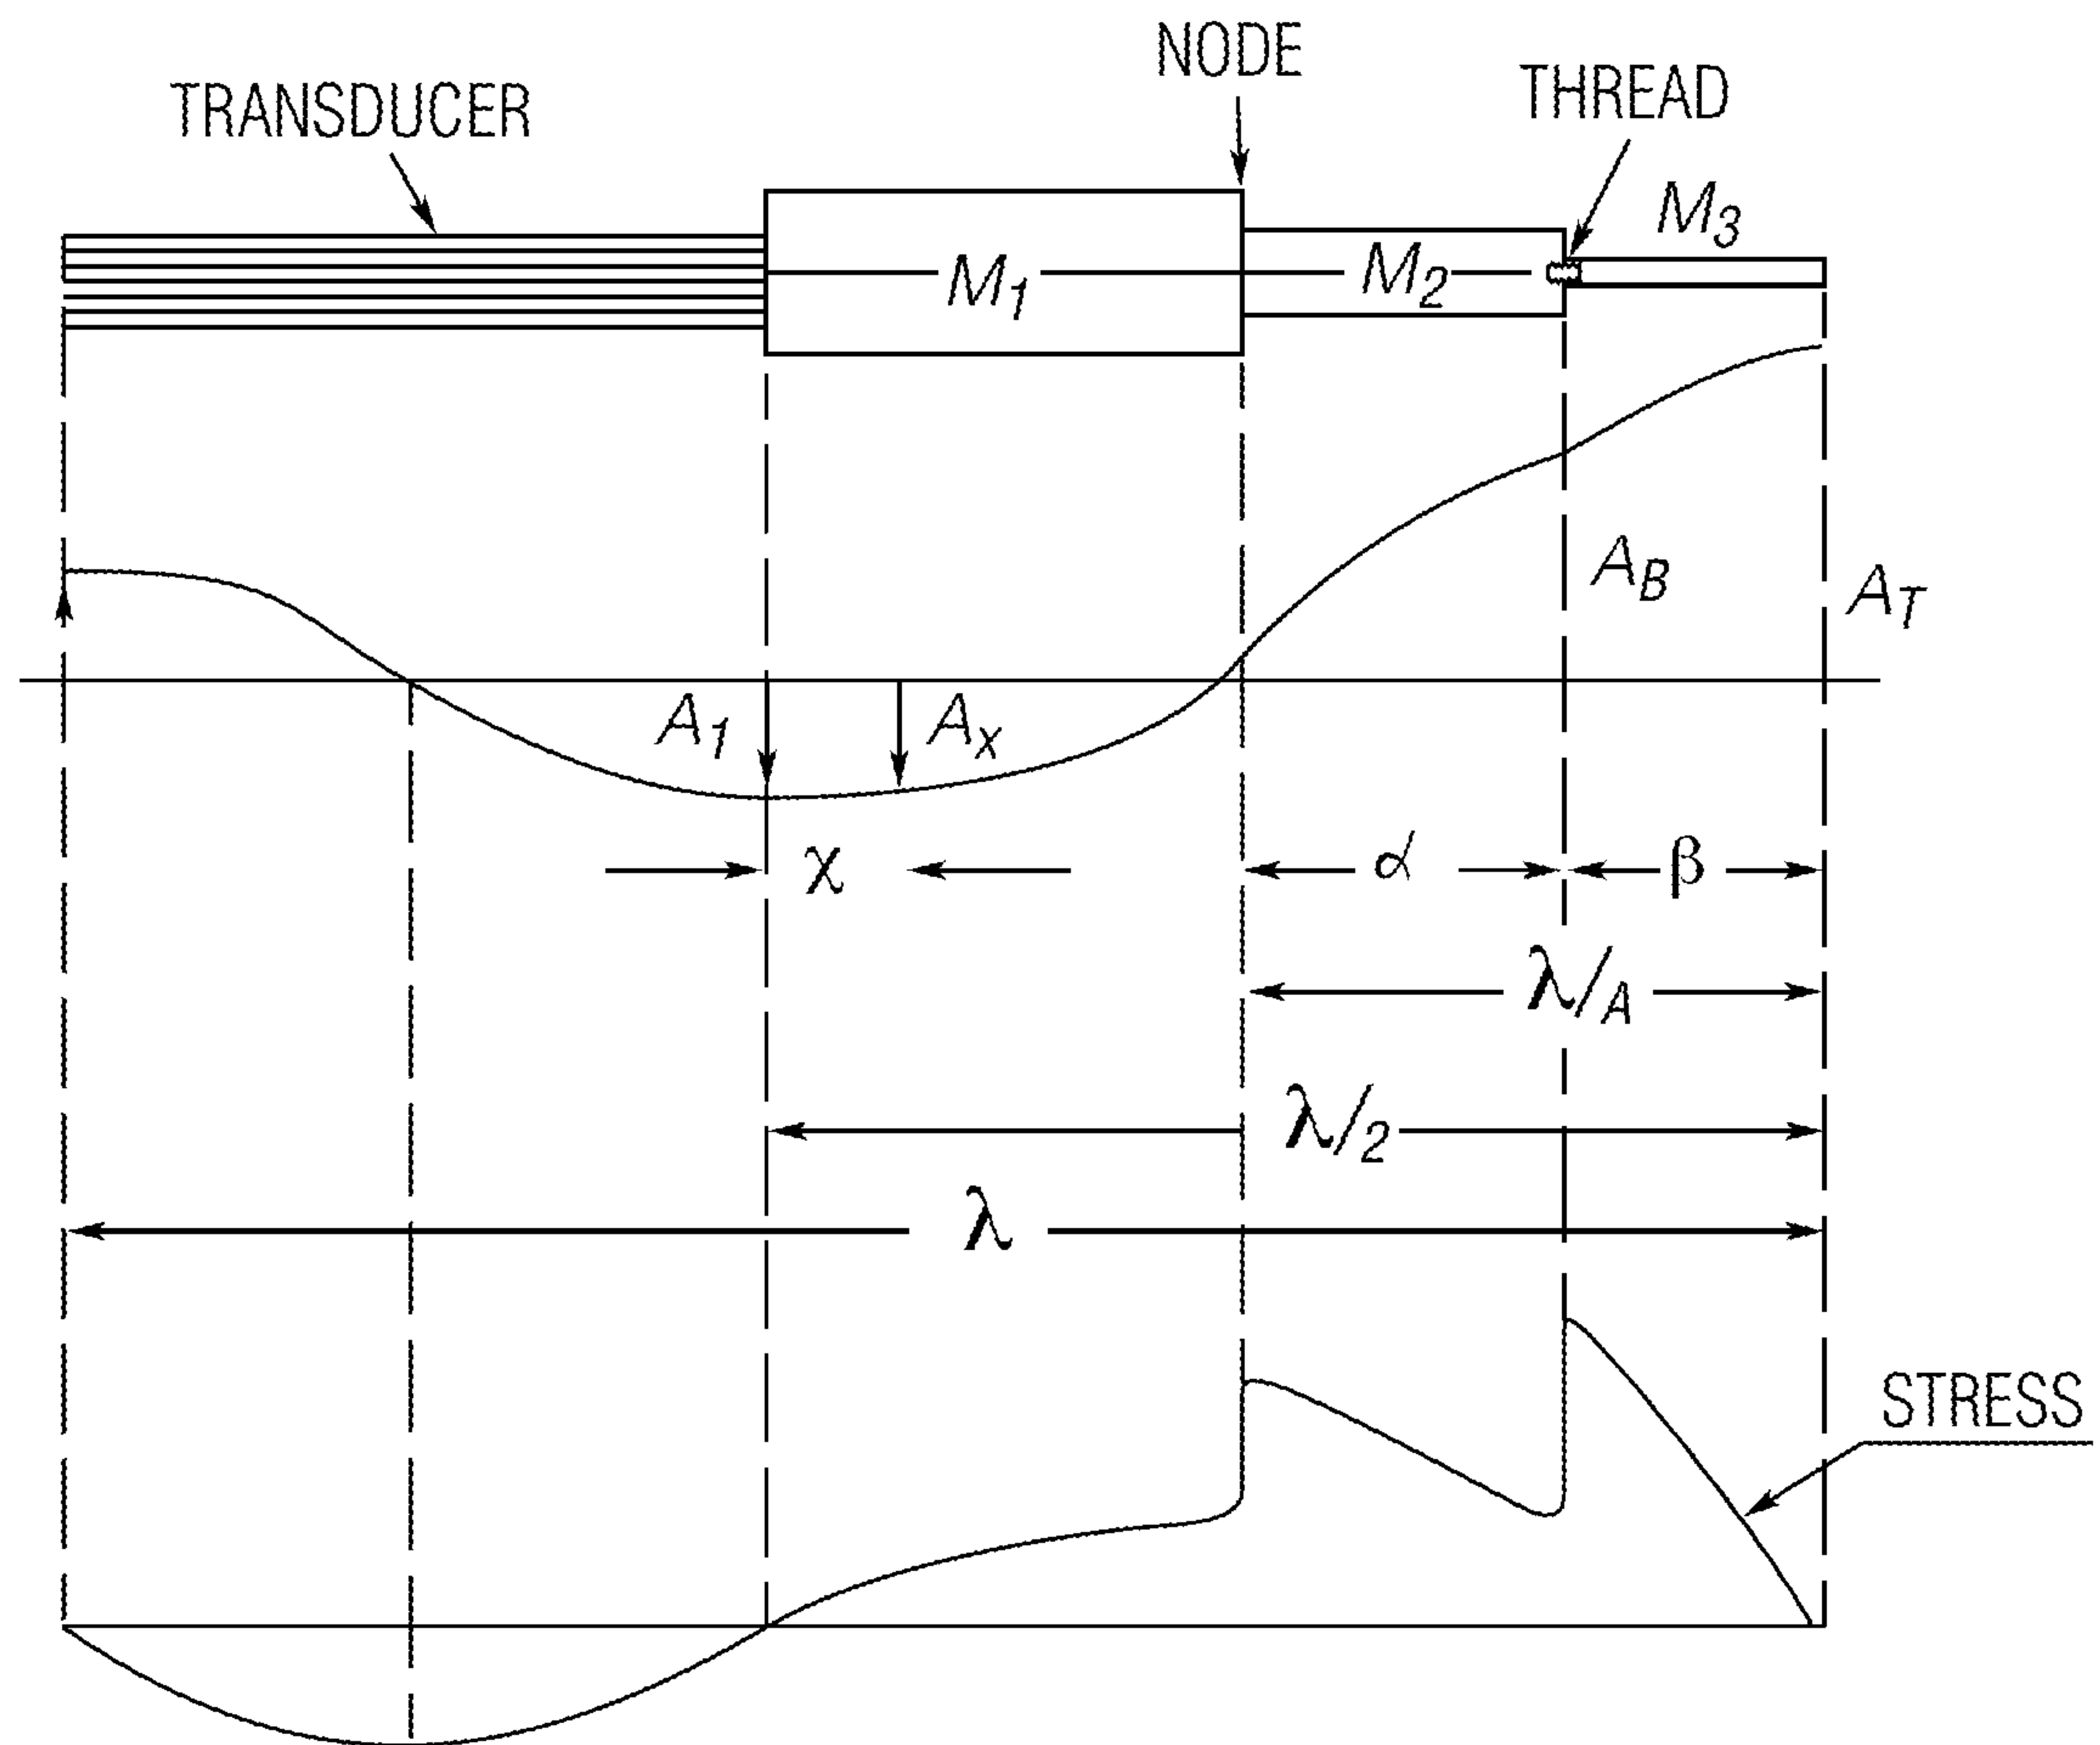 NODE
THREAD
TRANSDUCER
M3
M1
M2
AB
AT
A1
Ax
χ
α
β
λ/A
λ/2
λ
STRESS